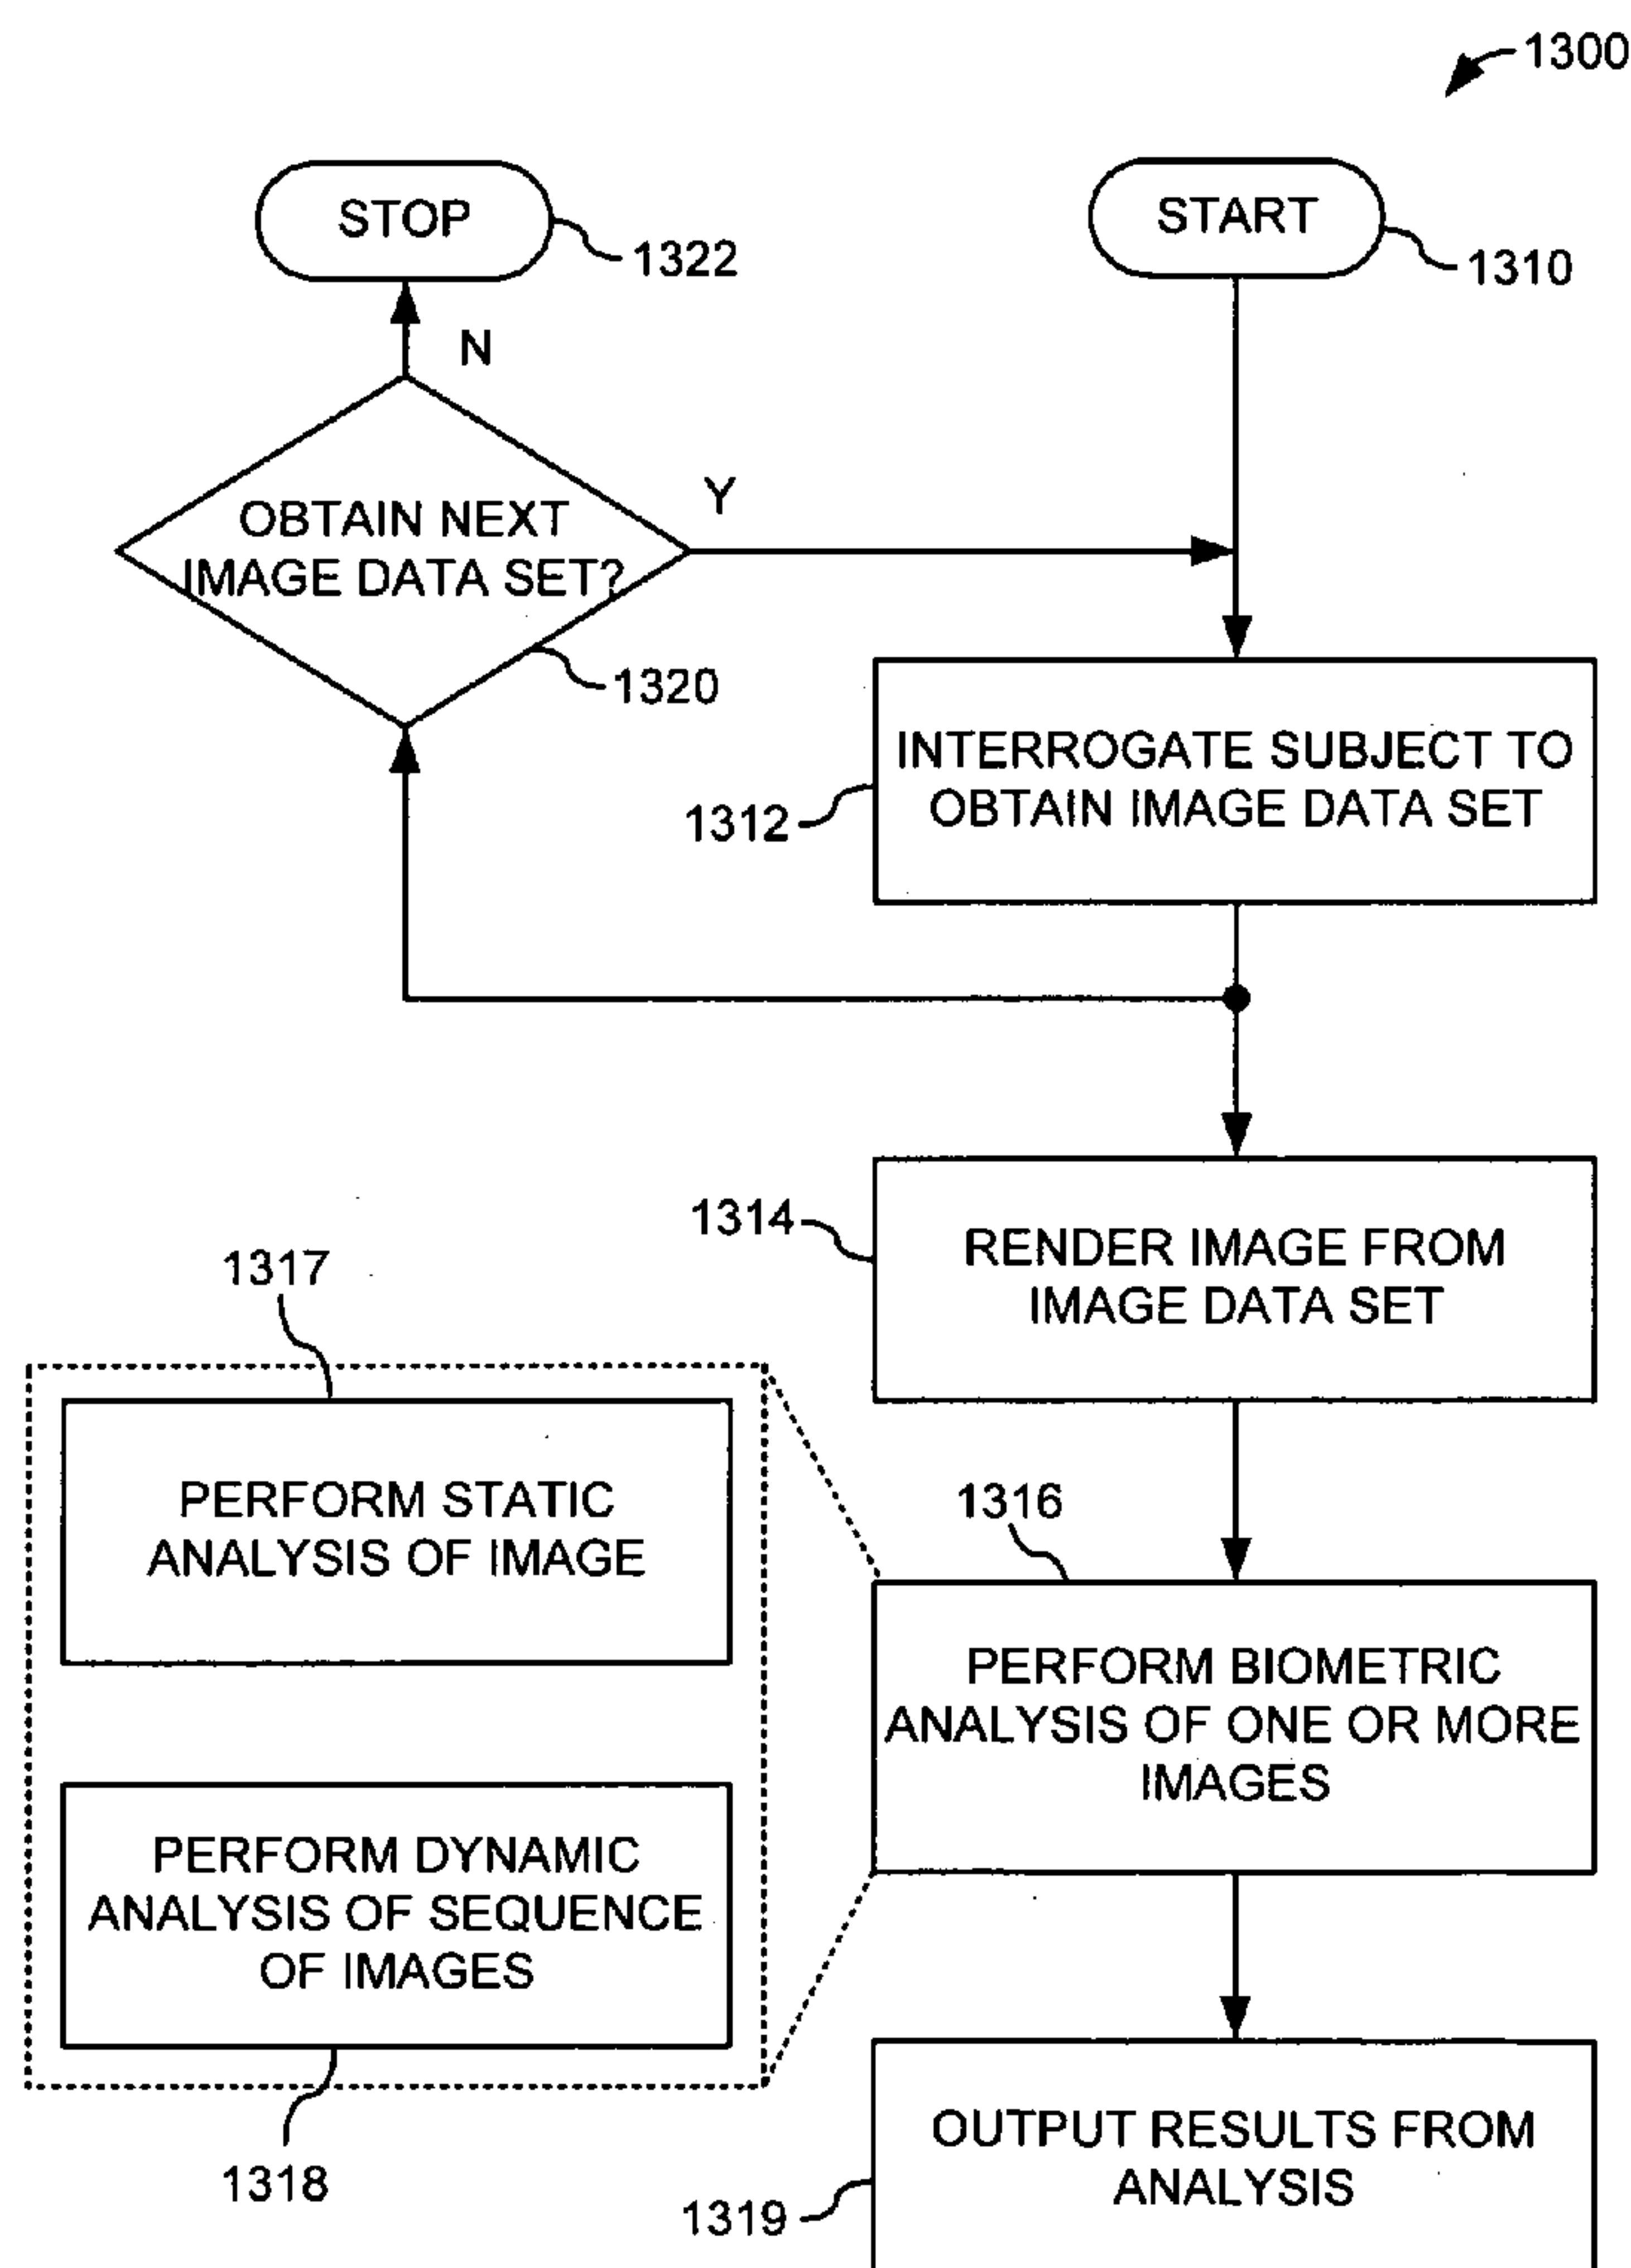 1300
STOP
1322
START
1310
N
OBTAIN NEXT
IMAGE DATA SET?
Y
1320
INTERROGATE SUBJECT TO
OBTAIN IMAGE DATA SET
1312
1314
RENDER IMAGE FROM
IMAGE DATA SET
1317
PERFORM STATIC
ANALYSIS OF IMAGE
1316
PERFORM BIOMETRIC
ANALYSIS OF ONE OR MORE
IMAGES
PERFORM DYNAMIC
ANALYSIS OF SEQUENCE
OF IMAGES
1318
OUTPUT RESULTS FROM
ANALYSIS
1319